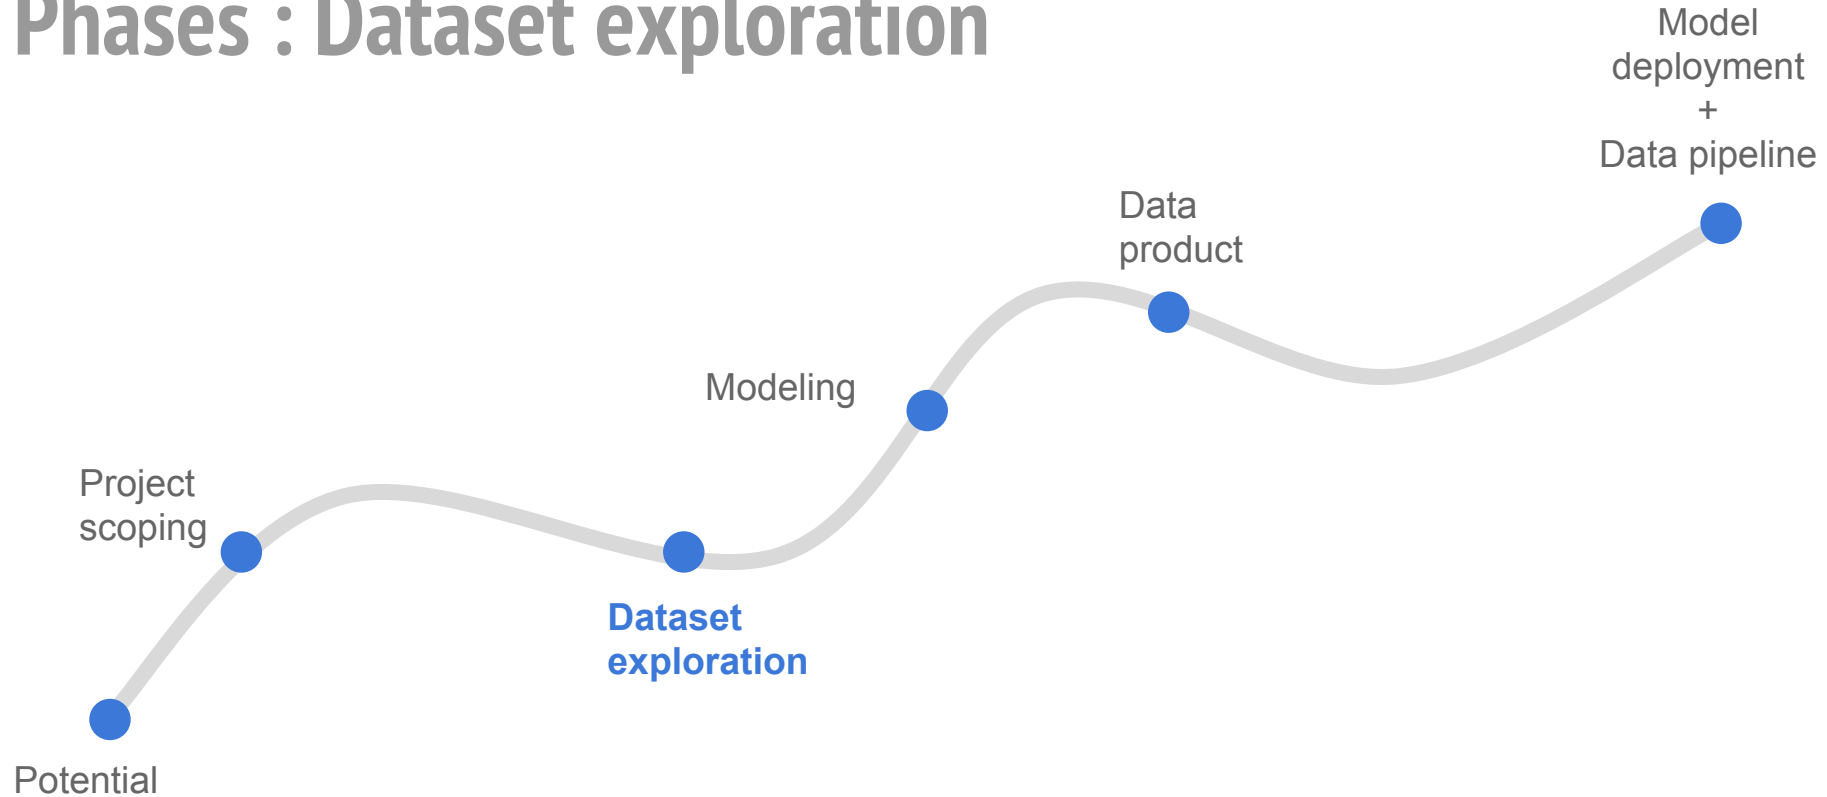 Phases : Dataset exploration
Model
deployment
+
Data pipeline
Data
product
Modeling
Project
scoping
Dataset
exploration
Potential